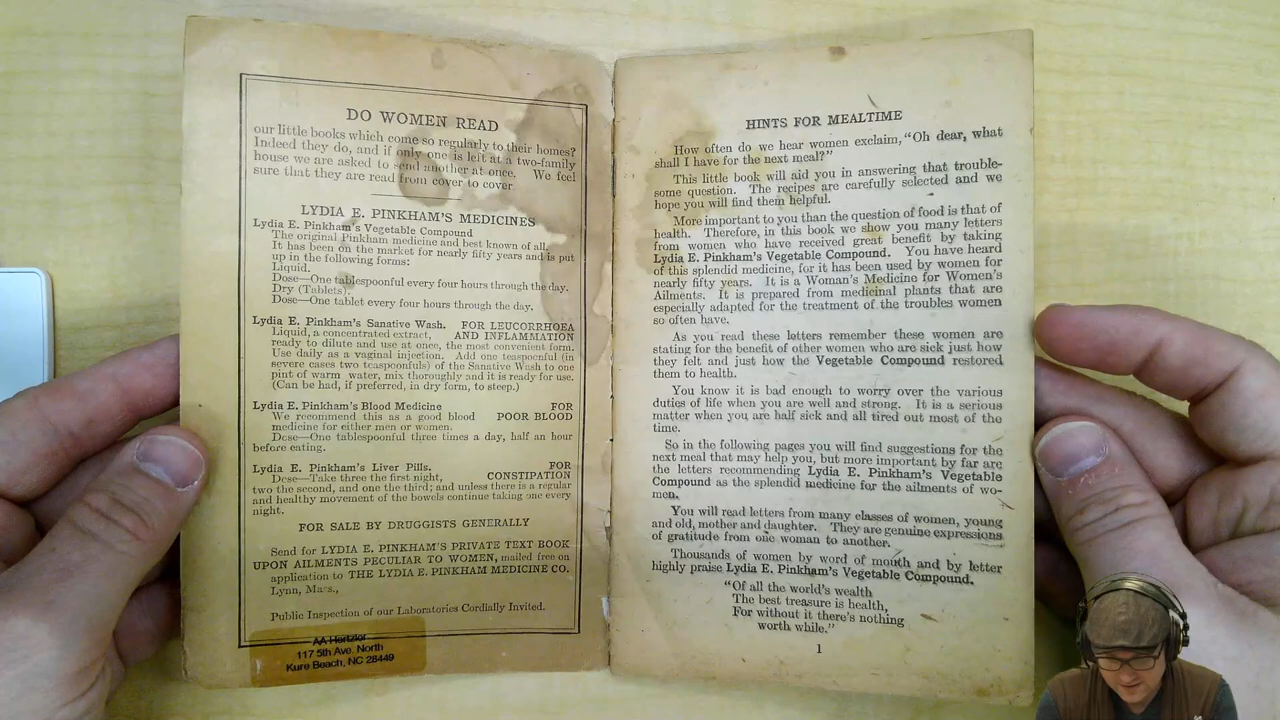 DO WOMEN READ
our little books which come so regularly to their homes?
Indeed they do, and if only one is left at a two-family
house we are asked to send another at once. We feel
sure that they are read from cover to cover
LYDIA E. PINKHAM'S MEDICINES
Lydia E. Pinkham's Vegetable Compound
The original Pinkham medicine and best known of all.
It has been on the market for nearly fifty years and is put
up in the following forms:
Liquid.
Dose—One tablespoonful every four hours through the day.
Dry (Tablets).
Dose—One tablet every four hours through the day.
Lydia E. Pinkham's Sanative Wash. FOR LEUCORRHOEA
Liquid, a concentrated extract, AND INFLAMMATION
ready to dilute and use at once, the most convenient form.
Use daily as a vaginal injection. Add one teaspoonful (in
severe cases two teaspoonfuls) of the Sanative Wash to one
pint of warm water, mix thoroughly and it is ready for use.
(Can be had, if preferred, in dry form, to steep.)
Lydia E. Pinkham's Blood Medicine FOR
We recommend this as a good blood POOR BLOOD
medicine for either men or women.
Dose—One tablespoonful three times a day, half an hour
before eating.
Lydia E. Pinkham's Liver Pills. FOR
Dose—Take three the first night, CONSTIPATION
two the second, and one the third; and unless there is a regular
and healthy movement of the bowels continue taking one every
night.
FOR SALE BY DRUGGISTS GENERALLY
Send for LYDIA E. PINKHAM'S PRIVATE TEXT BOOK
UPON AILMENTS PECULIAR TO WOMEN, mailed free on
application to THE LYDIA E. PINKHAM MEDICINE CO.
Lynn, Mass.,
Public Inspection of our Laboratories Cordially Invited.
AA Hertzler
117 5th Ave. North
Kure Beach, NC 28449
HINTS FOR MEALTIME
How often do we hear women exclaim, "Oh dear, what
shall I have for the next meal?"
This little book will aid you in answering that trouble-
some question. The recipes are carefully selected and we
hope you will find them helpful.
More important to you than the question of food is that of
health. Therefore, in this book we show you many letters
from women who have received great benefit by taking
Lydia E. Pinkham's Vegetable Compound. You have heard
of this splendid medicine, for it has been used by women for
nearly fifty years. It is a Woman's Medicine for Women's
Ailments. It is prepared from medicinal plants that are
especially adapted for the treatment of the troubles women
so often have.
As you read these letters remember these women are
stating for the benefit of other women who are sick just how
they felt and just how the Vegetable Compound restored
them to health.
You know it is bad enough to worry over the various
duties of life when you are well and strong. It is a serious
matter when you are half sick and all tired out most of the
time.
So in the following pages you will find suggestions for the
next meal that may help you, but more important by far are
the letters recommending Lydia E. Pinkham's Vegetable
Compound as the splendid medicine for the ailments of wo-
men.
You will read letters from many classes of women, young
and old, mother and daughter. They are genuine expressions
of gratitude from one woman to another.
Thousands of women by word of mouth and by letter
highly praise Lydia E. Pinkham's Vegetable Compound.
"Of all the world's wealth
The best treasure is health,
For without it there's nothing
worth while."
1